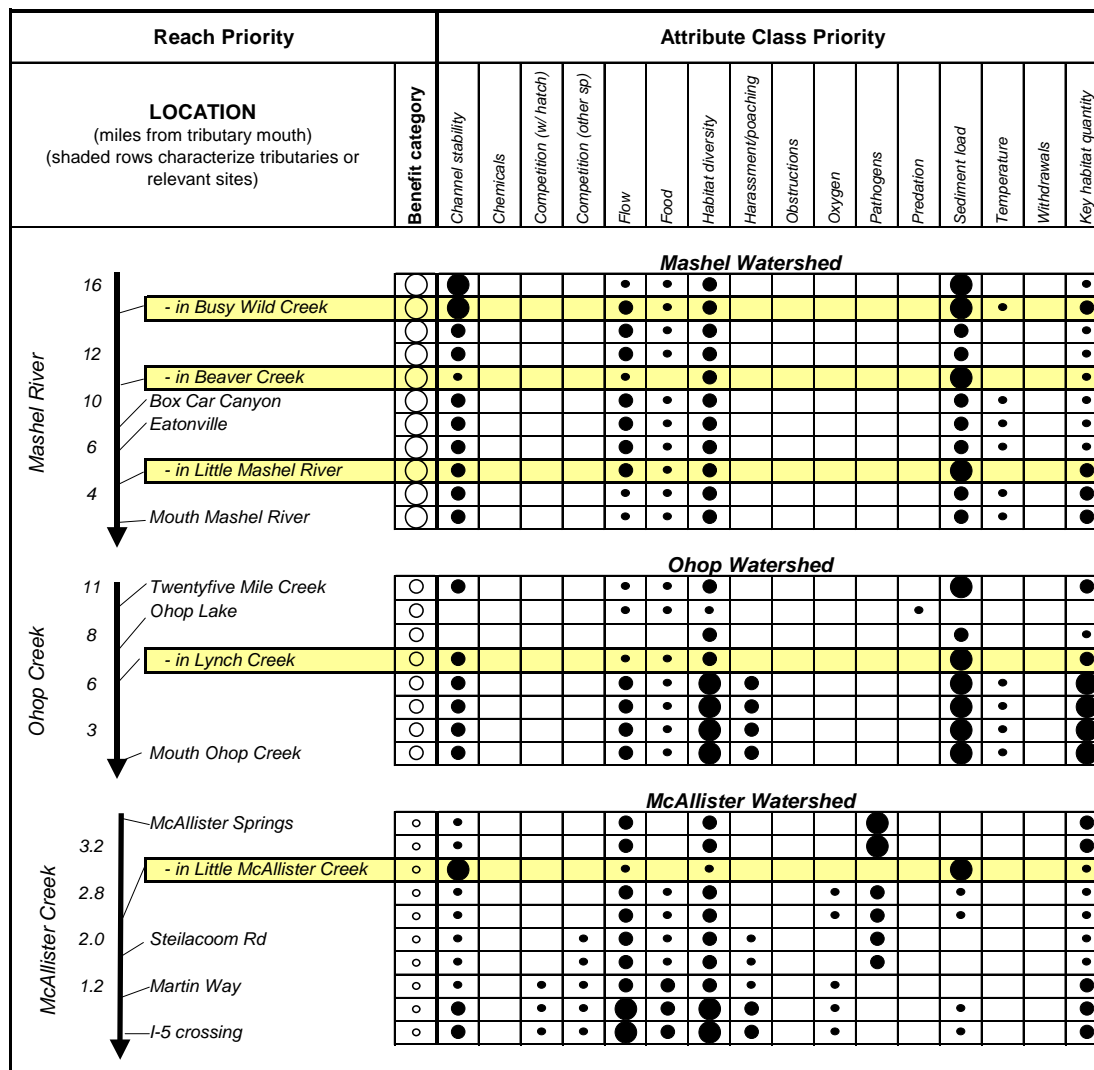 Reach Priority
Attribute Class Priority
LOCATION
(miles from tributary mouth)
(shaded rows characterize tributaries or
relevant sites)
Benefit category
Channel stability
Chemicals
Competition (w/ hatch)
Competition (other sp)
Flow
Food
Habitat diversity
Harassment/poaching
Obstructions
Oxygen
Pathogens
Predation
Sediment load
Temperature
Withdrawals
Key habitat quantity
Mashel Watershed
Mashel River
16
- in Busy Wild Creek
12
- in Beaver Creek
10
Box Car Canyon
Eatonville
6
- in Little Mashel River
4
Mouth Mashel River
Ohop Watershed
Ohop Creek
11
Twentyfive Mile Creek
Ohop Lake
8
- in Lynch Creek
6
3
Mouth Ohop Creek
McAllister Watershed
McAllister Creek
McAllister Springs
3.2
- in Little McAllister Creek
2.8
2.0
Steilacoom Rd
1.2
Martin Way
I-5 crossing